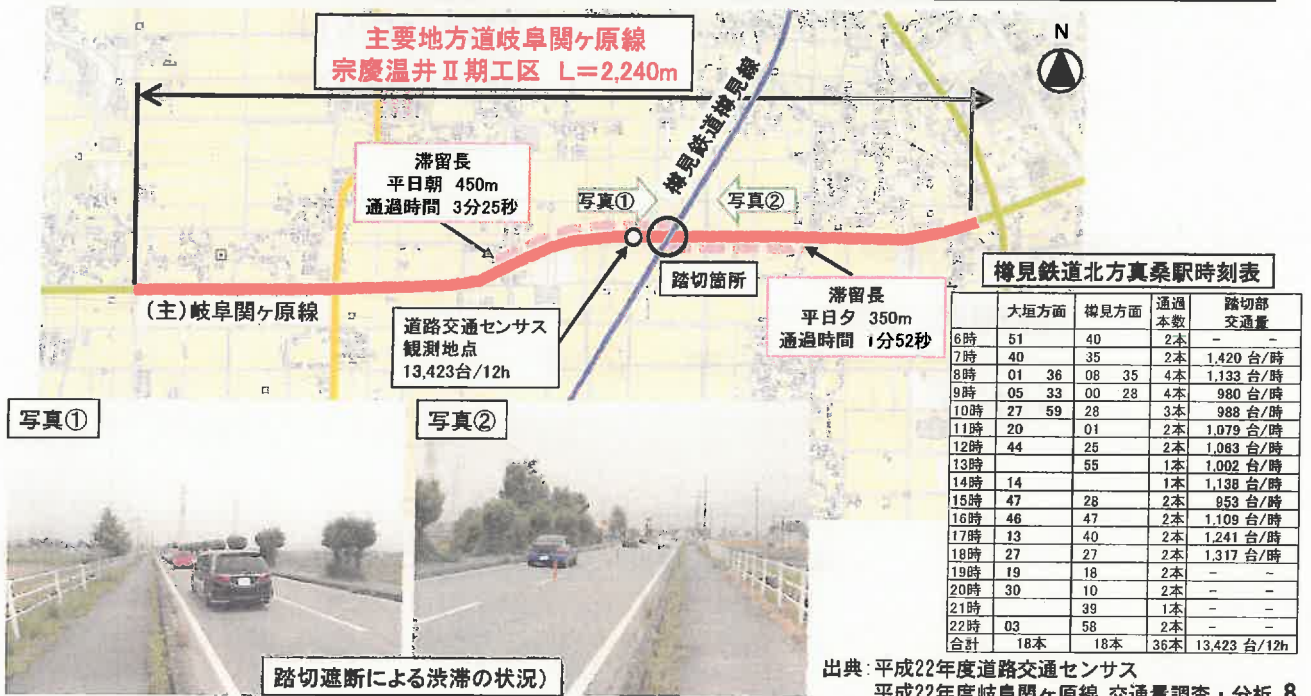 主要地方道岐阜関ヶ原線
宗慶温井Ⅱ期工区 L=2,240m
N
樽見鉄道樽見線
滞留長
平日朝 450m
通過時間 3分25秒
写真①
写真②
踏切箇所
(主)岐阜関ヶ原線
道路交通センサス
観測地点
13,423台/12h
滞留長
平日夕 350m
通過時間 1分52秒
樽見鉄道北方真桑駅時刻表
大垣方面 樽見方面 通過本数 踏切部交通量
6時 51 40 2本 - -
7時 40 35 2本 1,420 台/時
8時 01 36 08 35 4本 1,133 台/時
9時 05 33 00 28 4本 980 台/時
10時 27 59 28 3本 988 台/時
11時 20 01 2本 1,079 台/時
12時 44 25 2本 1,063 台/時
13時 55 1本 1,002 台/時
14時 14 1本 1,138 台/時
15時 47 28 2本 953 台/時
16時 46 47 2本 1,109 台/時
17時 13 40 2本 1,241 台/時
18時 27 27 2本 1,317 台/時
19時 19 18 2本 - -
20時 30 10 2本 - -
21時 39 1本 - -
22時 03 58 2本 - -
合計 18本 18本 36本 13,423 台/12h
写真①
写真②
踏切遮断による渋滞の状況)
出典:平成22年度道路交通センサス
平成22年度岐阜関ヶ原線 交通量調査・分析 8